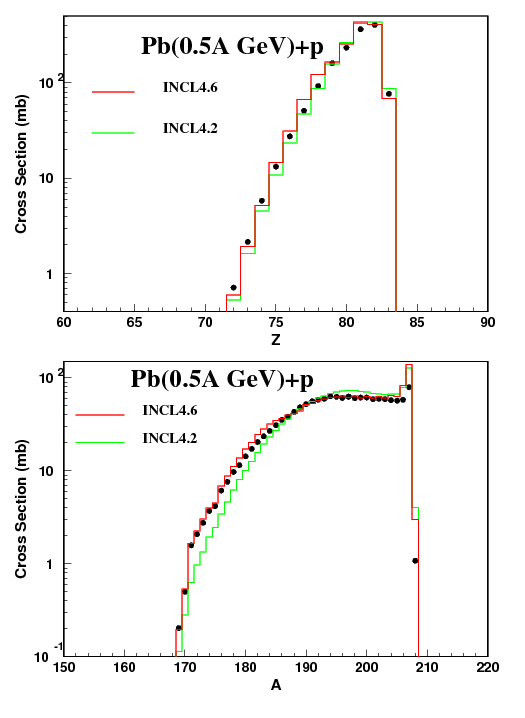 Pb(0.5A GeV)+p
INCL4.6
INCL4.2
Cross Section (mb)
10 2
10
1
60 65 70 75 80 85 90
Z
Pb(0.5A GeV)+p
INCL4.6
INCL4.2
Cross Section (mb)
10 2
10
1
10 -1
150 160 170 180 190 200 210 220
A